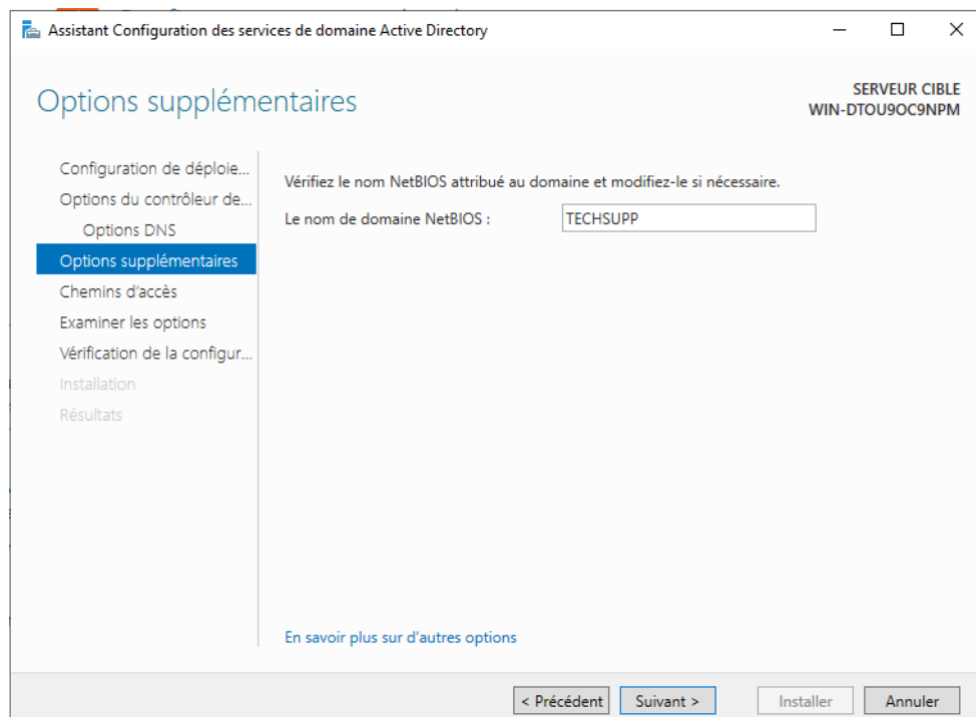 Assistant Configuration des services de domaine Active Directory
Options supplémentaires
SERVEUR CIBLE
WIN-DTOU9OC9NPM
Configuration de déploie...
Options du contrôleur de...
Options DNS
Options supplémentaires
Chemins d'accès
Examiner les options
Vérification de la configur...
Installation
Résultats
Vérifiez le nom NetBIOS attribué au domaine et modifiez-le si nécessaire.
Le nom de domaine NetBIOS : TECHSUPP
En savoir plus sur d'autres options
< Précédent Suivant > Installer Annuler